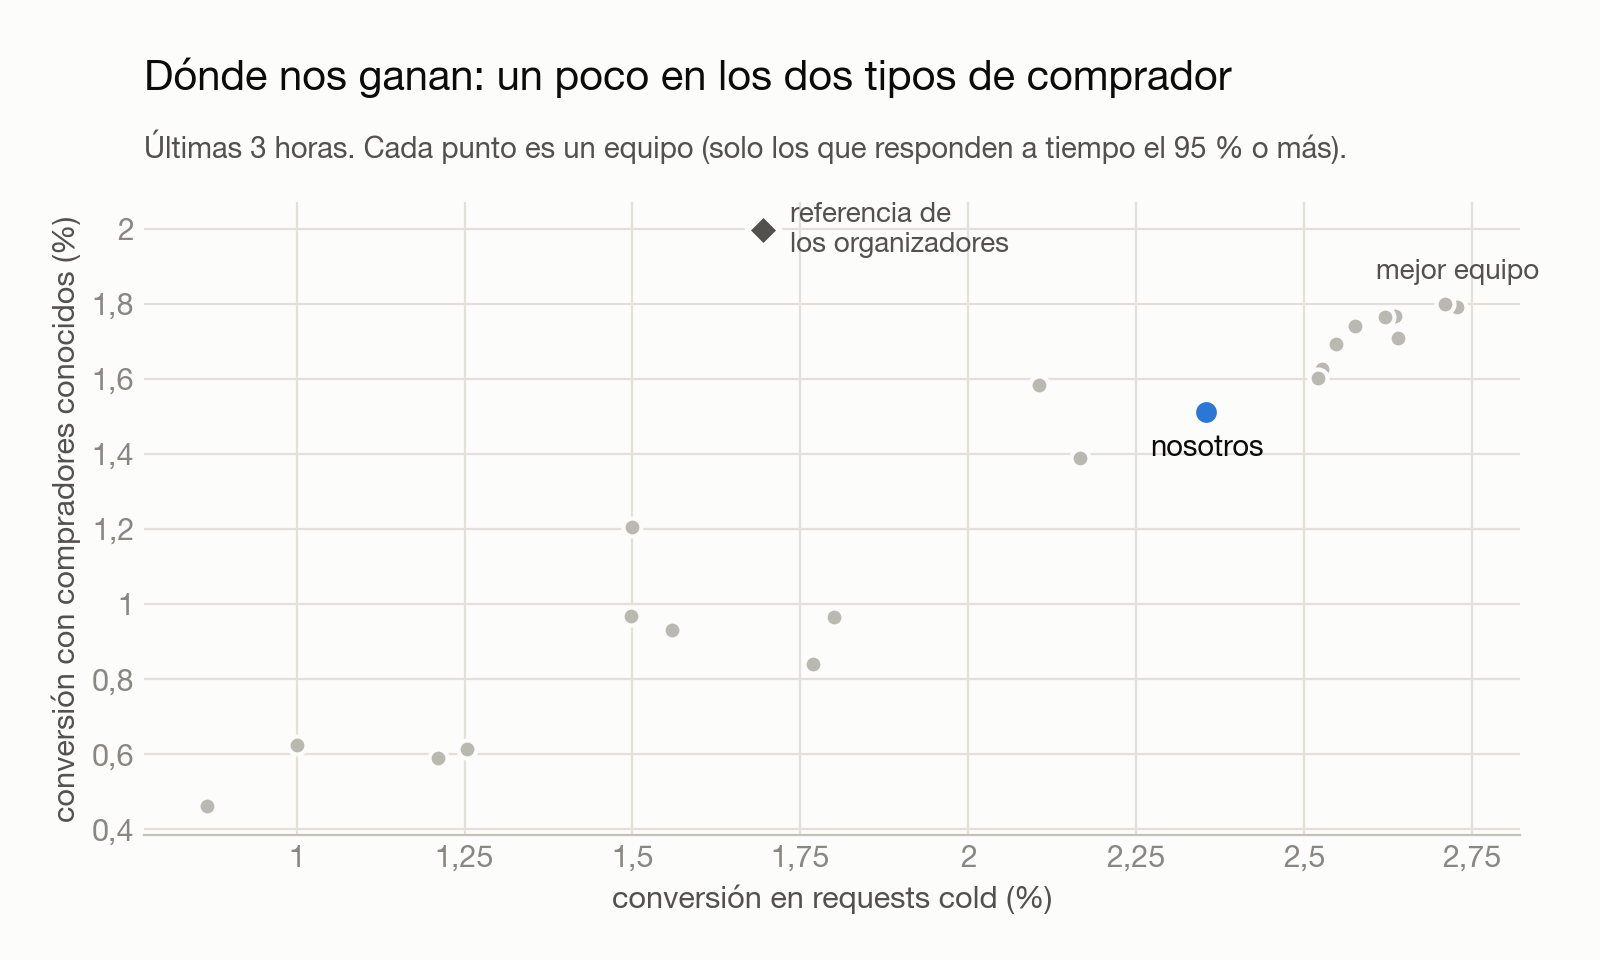 Dónde nos ganan: un poco en los dos tipos de comprador
Últimas 3 horas. Cada punto es un equipo (solo los que responden a tiempo el 95 % o más).
conversión con compradores conocidos (%)
2
1,8
1,6
1,4
1,2
1
0,8
0,6
0,4
referencia de
los organizadores
mejor equipo
nosotros
1
1,25
1,5
1,75
2
2,25
2,5
2,75
conversión en requests cold (%)